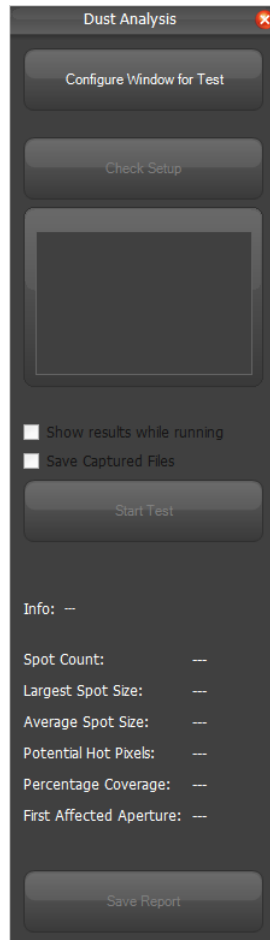 Dust Analysis
Configure Window for Test
Check Setup
Show results while running
Save Captured Files
Start Test
Info: ---
Spot Count: ---
Largest Spot Size: ---
Average Spot Size: ---
Potential Hot Pixels: ---
Percentage Coverage: ---
First Affected Aperture: ---
Save Report